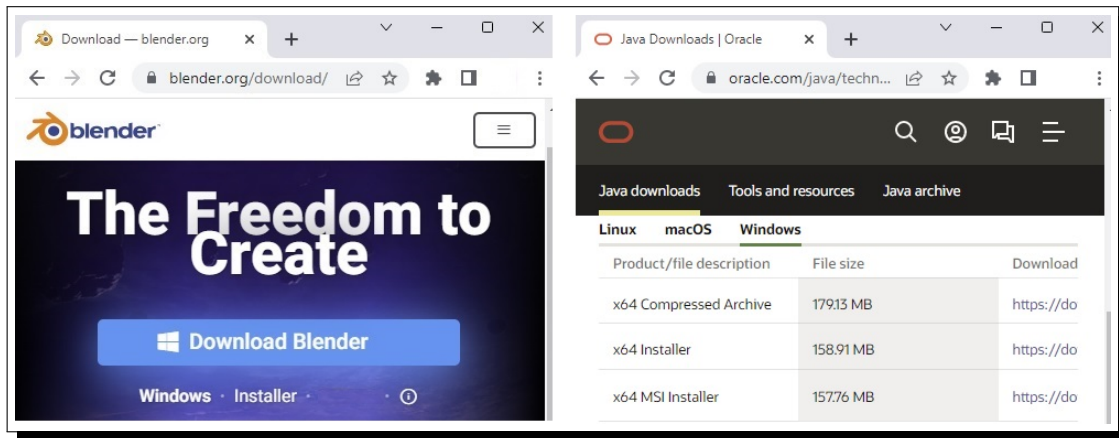 Download — blender.org
blender.org/download/
blender
The Freedom to
Create
Download Blender
Windows · Installer ·
Java Downloads | Oracle
oracle.com/java/techn...
Java downloads Tools and resources Java archive
Linux macOS Windows
Product/file description File size Download
x64 Compressed Archive 179.13 MB https://do
x64 Installer 158.91 MB https://do
x64 MSI Installer 157.76 MB https://do